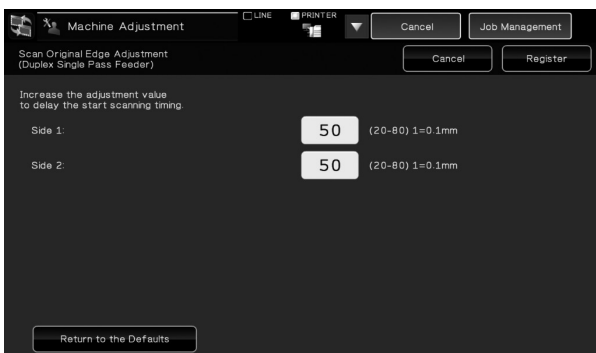 Machine Adjustment
LINE
PRINTER
Cancel
Job Management
Scan Original Edge Adjustment
(Duplex Single Pass Feeder)
Cancel
Register
Increase the adjustment value
to delay the start scanning timing.
Side 1: 50 (20-80) 1=0.1mm
Side 2: 50 (20-80) 1=0.1mm
Return to the Defaults